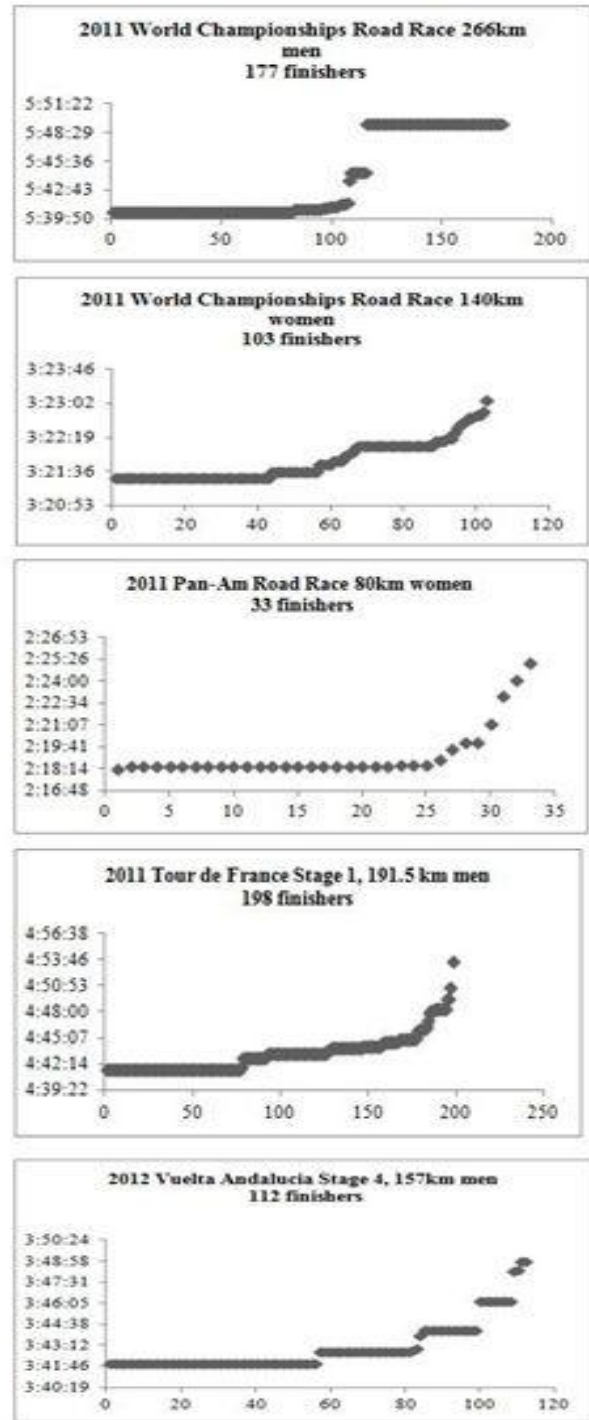 2011 World Championships Road Race 266km
men
177 finishers
5:51:22
5:48:29
5:45:36
5:42:43
5:39:50
0 50 100 150 200
2011 World Championships Road Race 140km
women
103 finishers
3:23:46
3:23:02
3:22:19
3:21:36
3:20:53
0 20 40 60 80 100 120
2011 Pan-Am Road Race 80km women
33 finishers
2:26:53
2:25:26
2:24:00
2:22:34
2:21:07
2:19:41
2:18:14
2:16:48
0 5 10 15 20 25 30 35
2011 Tour de France Stage 1, 191.5 km men
198 finishers
4:56:38
4:53:46
4:50:53
4:48:00
4:45:07
4:42:14
4:39:22
0 50 100 150 200 250
2012 Vuelta Andalucia Stage 4, 157km men
112 finishers
3:50:24
3:48:58
3:47:31
3:46:05
3:44:38
3:43:12
3:41:46
3:40:19
0 20 40 60 80 100 120